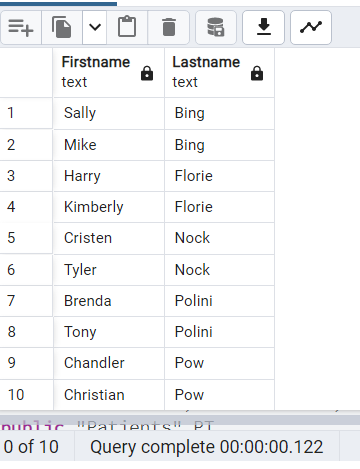 Firstname Lastname
text text
1 Sally Bing
2 Mike Bing
3 Harry Florie
4 Kimberly Florie
5 Cristen Nock
6 Tyler Nock
7 Brenda Polini
8 Tony Polini
9 Chandler Pow
10 Christian Pow
public "Patients" PT
0 of 10 Query complete 00:00:00.122